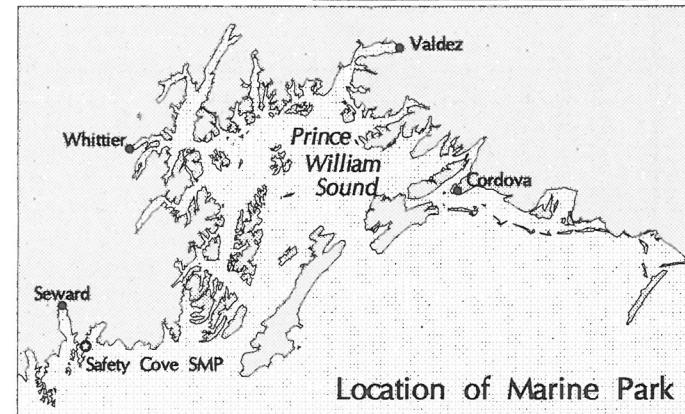 Valdez
Whittier
Prince
William
Sound
Cordova
Seward
Safety Cove SMP
Location of Marine Park